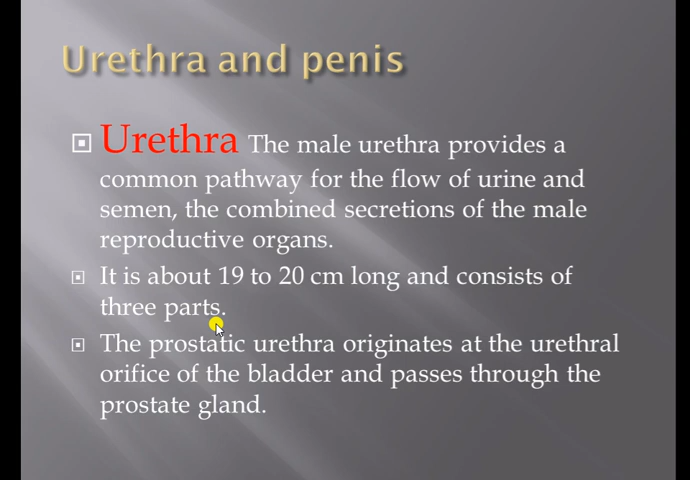 Urethra and penis
Urethra The male urethra provides a
common pathway for the flow of urine and
semen, the combined secretions of the male
reproductive organs.
It is about 19 to 20 cm long and consists of
three parts.
The prostatic urethra originates at the urethral
orifice of the bladder and passes through the
prostate gland.